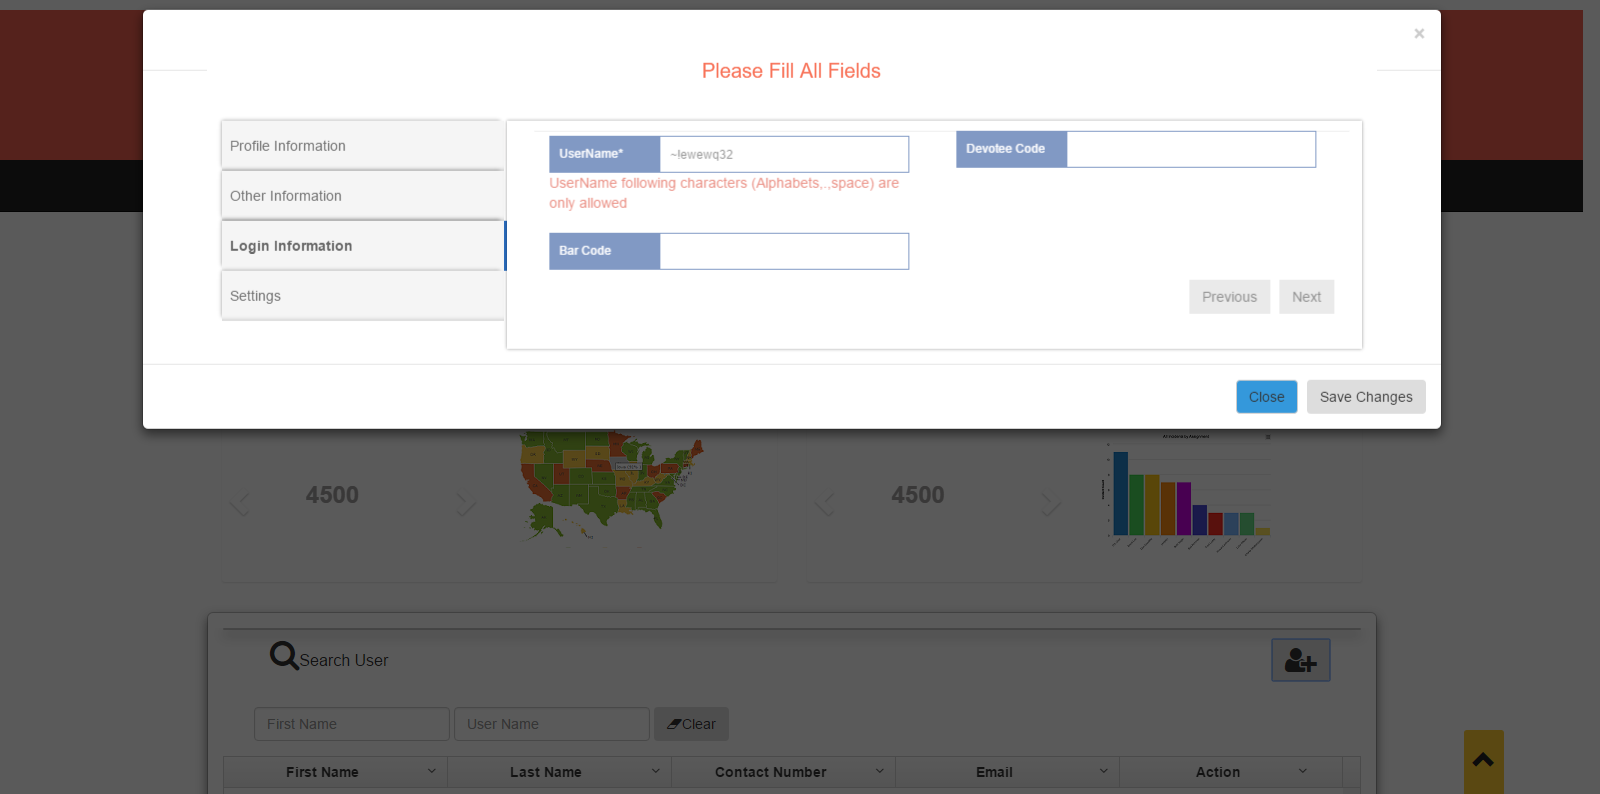 ×
Please Fill All Fields
Profile Information
Other Information
Login Information
Settings
UserName*
~!ewewq32
Devotee Code
UserName following characters (Alphabets,.,space) are
only allowed
Bar Code
Previous
Next
Close
Save Changes
4500
4500
Search User
First Name
User Name
Clear
First Name
Last Name
Contact Number
Email
Action